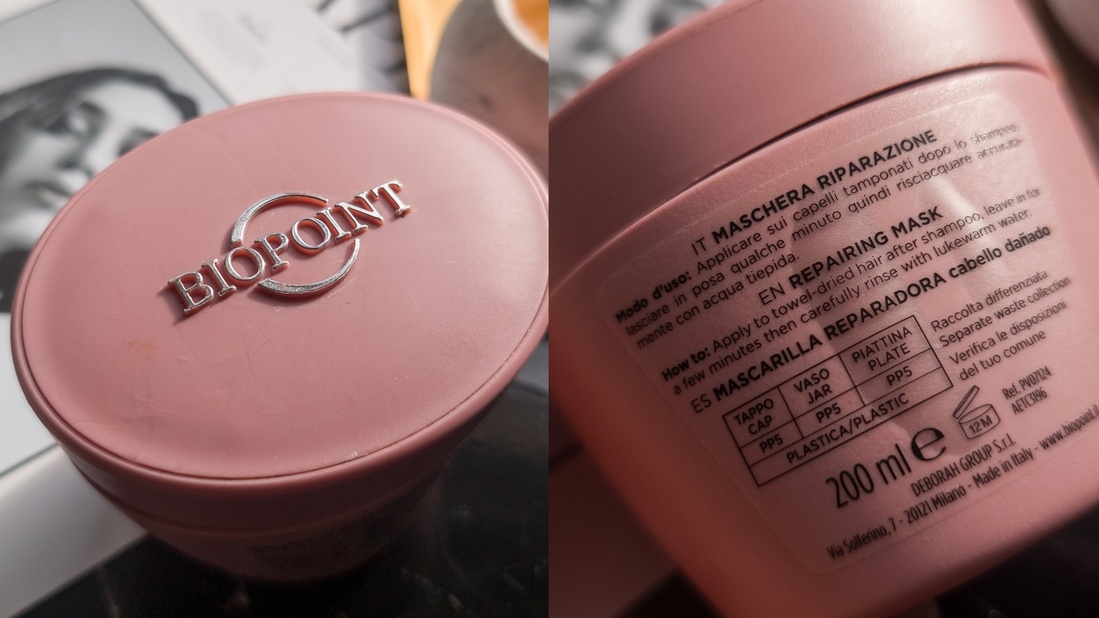 BIOPOINT
IT MASCHERA RIPARAZIONE
Modo d'uso: Applicare sui capelli tamponati dopo lo shampoo,
lasciare in posa qualche minuto quindi risciacquare accurata-
mente con acqua tiepida.
EN REPAIRING MASK
How to: Apply to towel-dried hair after shampoo, leave in for
a few minutes then carefully rinse with lukewarm water.
ES MASCARILLA REPARADORA cabello dañado
TAPPO
CAP
VASO
JAR
PIATTINA
PLATE
PP5
PP5
PP5
PLASTICA/PLASTIC
Raccolta differenziata
Separate waste collection
Verifica le disposizioni
del tuo comune
200 ml e
12M
Ref. PV07124
AETC5196
DEBORAH GROUP S.r.l.
Via Solferino, 7 - 20121 Milano - Made in Italy - www.biopoint.it